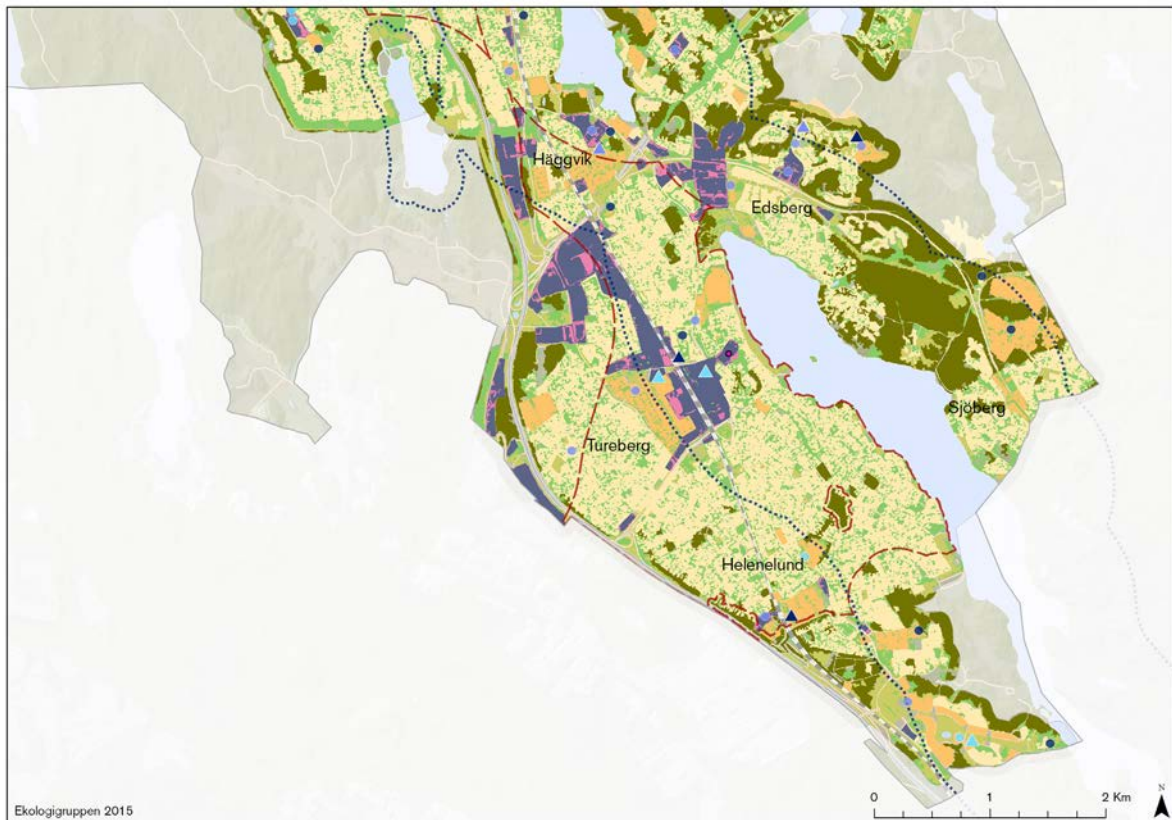 Häggvik
Edsberg
Sjöberg
Tureberg
Helenelund
Ekologigruppen 2015
0 1 2 Km
N